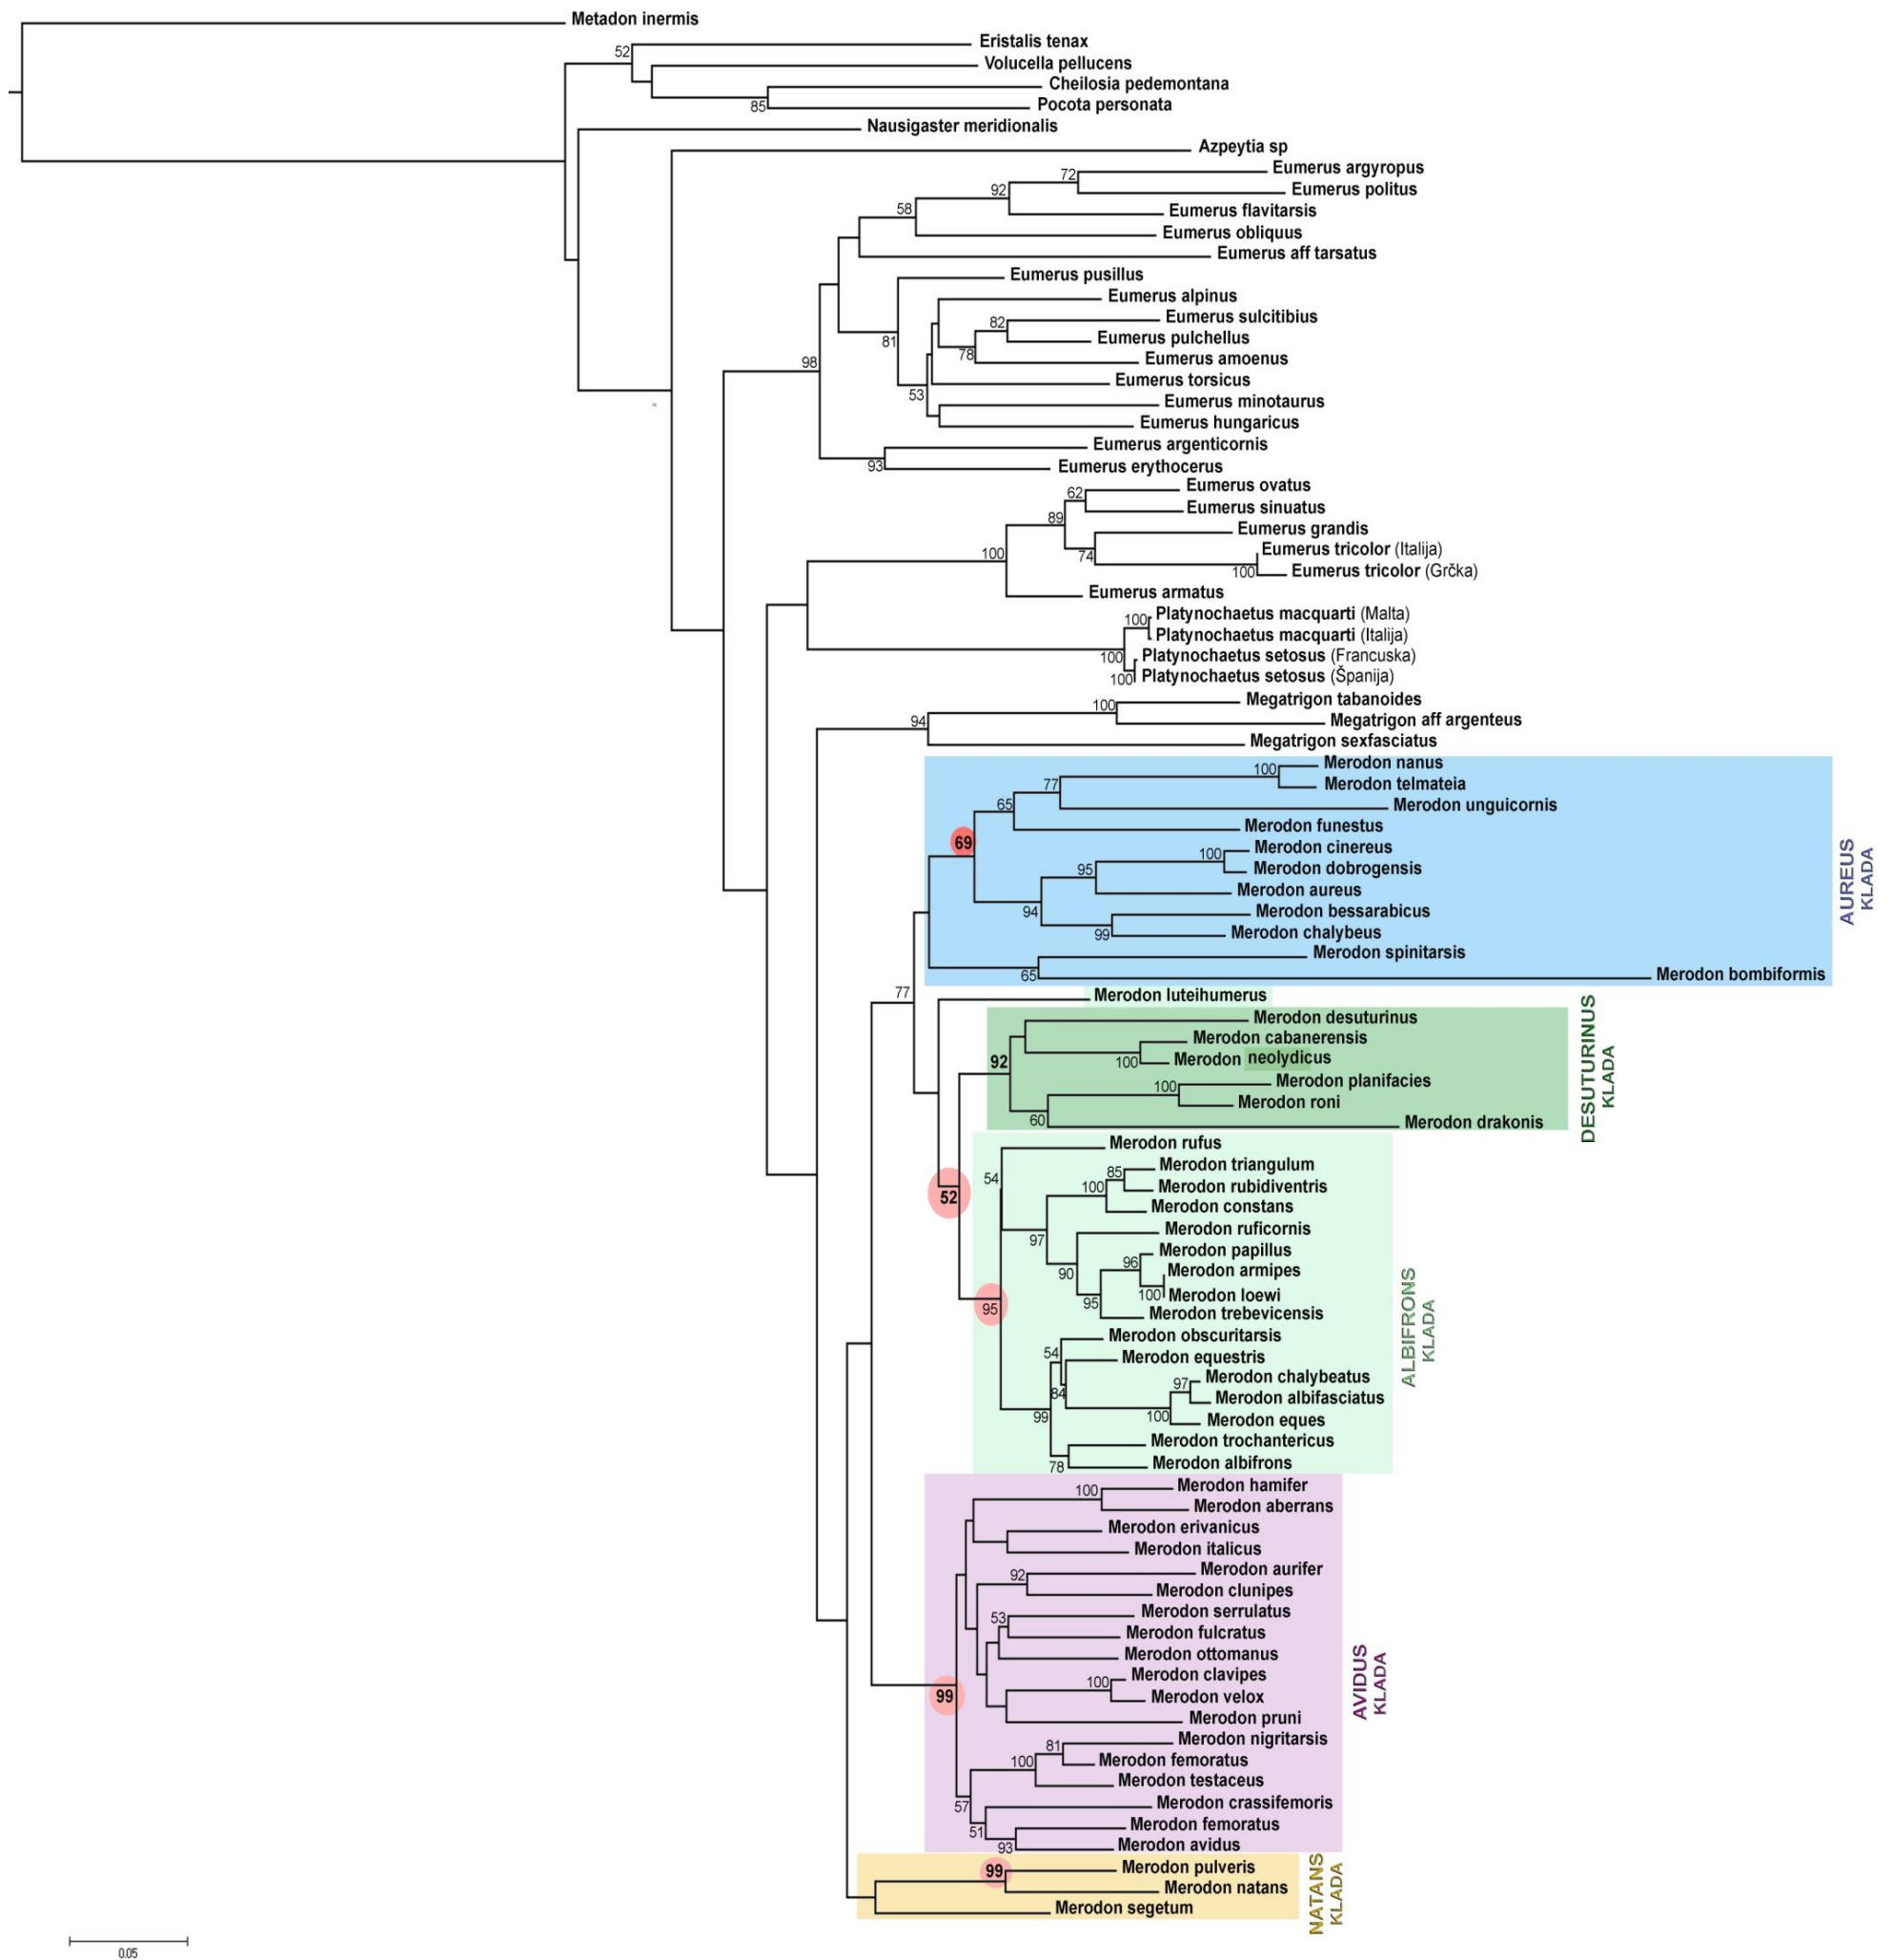 Metadon inermis
Eristalis tenax
52
Volucella pellucens
Cheilosia pedemontana
85
Pocota personata
Nausigaster meridionalis
Azpeytia sp
Eumerus argyropus
72
Eumerus politus
92
Eumerus flavitarsis
58
Eumerus obliquus
Eumerus aff tarsatus
Eumerus pusillus
Eumerus alpinus
Eumerus sulcitibius
82
Eumerus pulchellus
81
78
Eumerus amoenus
98
Eumerus torsicus
53
Eumerus minotaurus
Eumerus hungaricus
Eumerus argenticornis
93
Eumerus erythocerus
Eumerus ovatus
62
Eumerus sinuatus
89
Eumerus grandis
100
74
Eumerus tricolor (Italija)
100
Eumerus tricolor (Grčka)
Eumerus armatus
Platynochaetus macquarti (Malta)
100
Platynochaetus macquarti (Italija)
100
Platynochaetus setosus (Francuska)
100
Platynochaetus setosus (Španija)
Megatrigon tabanoides
100
Megatrigon aff argenteus
94
Megatrigon sexfasciatus
Merodon nanus
100
Merodon telmateia
77
Merodon unguicornis
65
Merodon funestus
69
Merodon cinereus
100
Merodon dobrogensis
95
Merodon aureus
94
Merodon bessarabicus
99
Merodon chalybeus
Merodon spinitarsis
65
Merodon bombiformis
AUREUS
KLADA
77
Merodon luteihumerus
Merodon desuturinus
Merodon cabanerensis
92
100
Merodon neolydicus
Merodon planifacies
100
Merodon roni
60
Merodon drakonis
DESUTURINUS
KLADA
52
Merodon rufus
54
Merodon triangulum
85
Merodon rubidiventris
100
Merodon constans
Merodon ruficornis
97
Merodon papillus
96
Merodon armipes
90
Merodon loewi
100
95
Merodon trebevicensis
95
Merodon obscuritarsis
54
Merodon equestris
Merodon chalybeatus
97
84
Merodon albifasciatus
99
100
Merodon eques
Merodon trochantericus
78
Merodon albifrons
ALBIFRONS
KLADA
Merodon hamifer
100
Merodon aberrans
Merodon erivanicus
Merodon italicus
Merodon aurifer
92
Merodon clunipes
Merodon serrulatus
53
Merodon fulcratus
Merodon ottomanus
Merodon clavipes
100
Merodon velox
99
Merodon pruni
Merodon nigritarsis
81
Merodon femoratus
100
Merodon testaceus
57
Merodon crassifemoris
51
Merodon femoratus
93
Merodon avidus
AVIDUS
KLADA
Merodon pulveris
99
Merodon natans
Merodon segetum
NATANS
KLADA
0.05